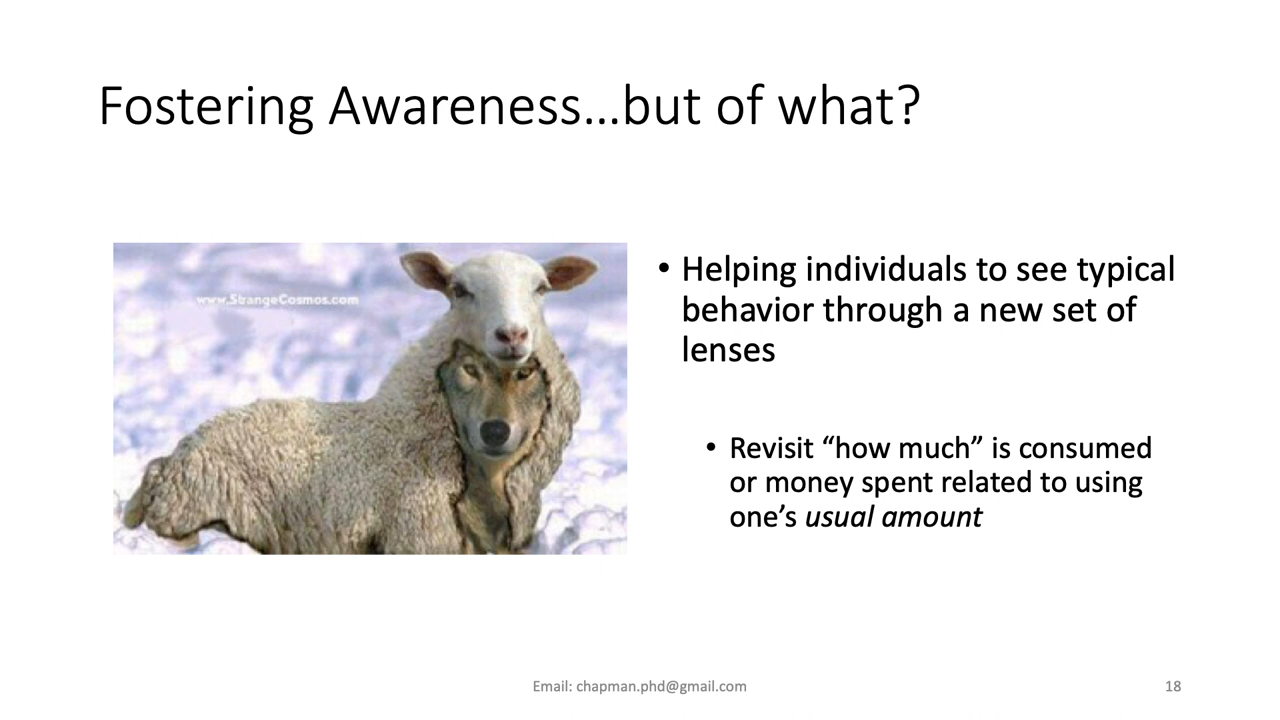 Fostering Awareness…but of what?
www.StrangeCosmos.com
• Helping individuals to see typical
behavior through a new set of
lenses
• Revisit “how much” is consumed
or money spent related to using
one’s usual amount
Email: chapman.phd@gmail.com
18